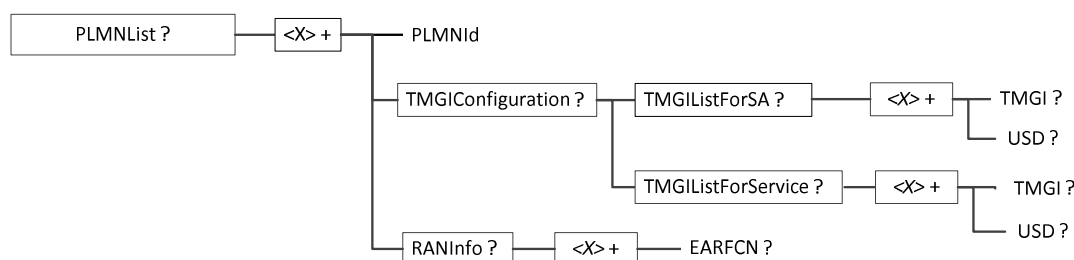 PLMNList ?
<X> +
PLMNId
TMGIConfiguration ?
TMGIListForSA ?
<X> +
TMGI ?
USD ?
TMGIListForService ?
<X> +
TMGI ?
USD ?
RANInfo ?
<X> +
EARFCN ?